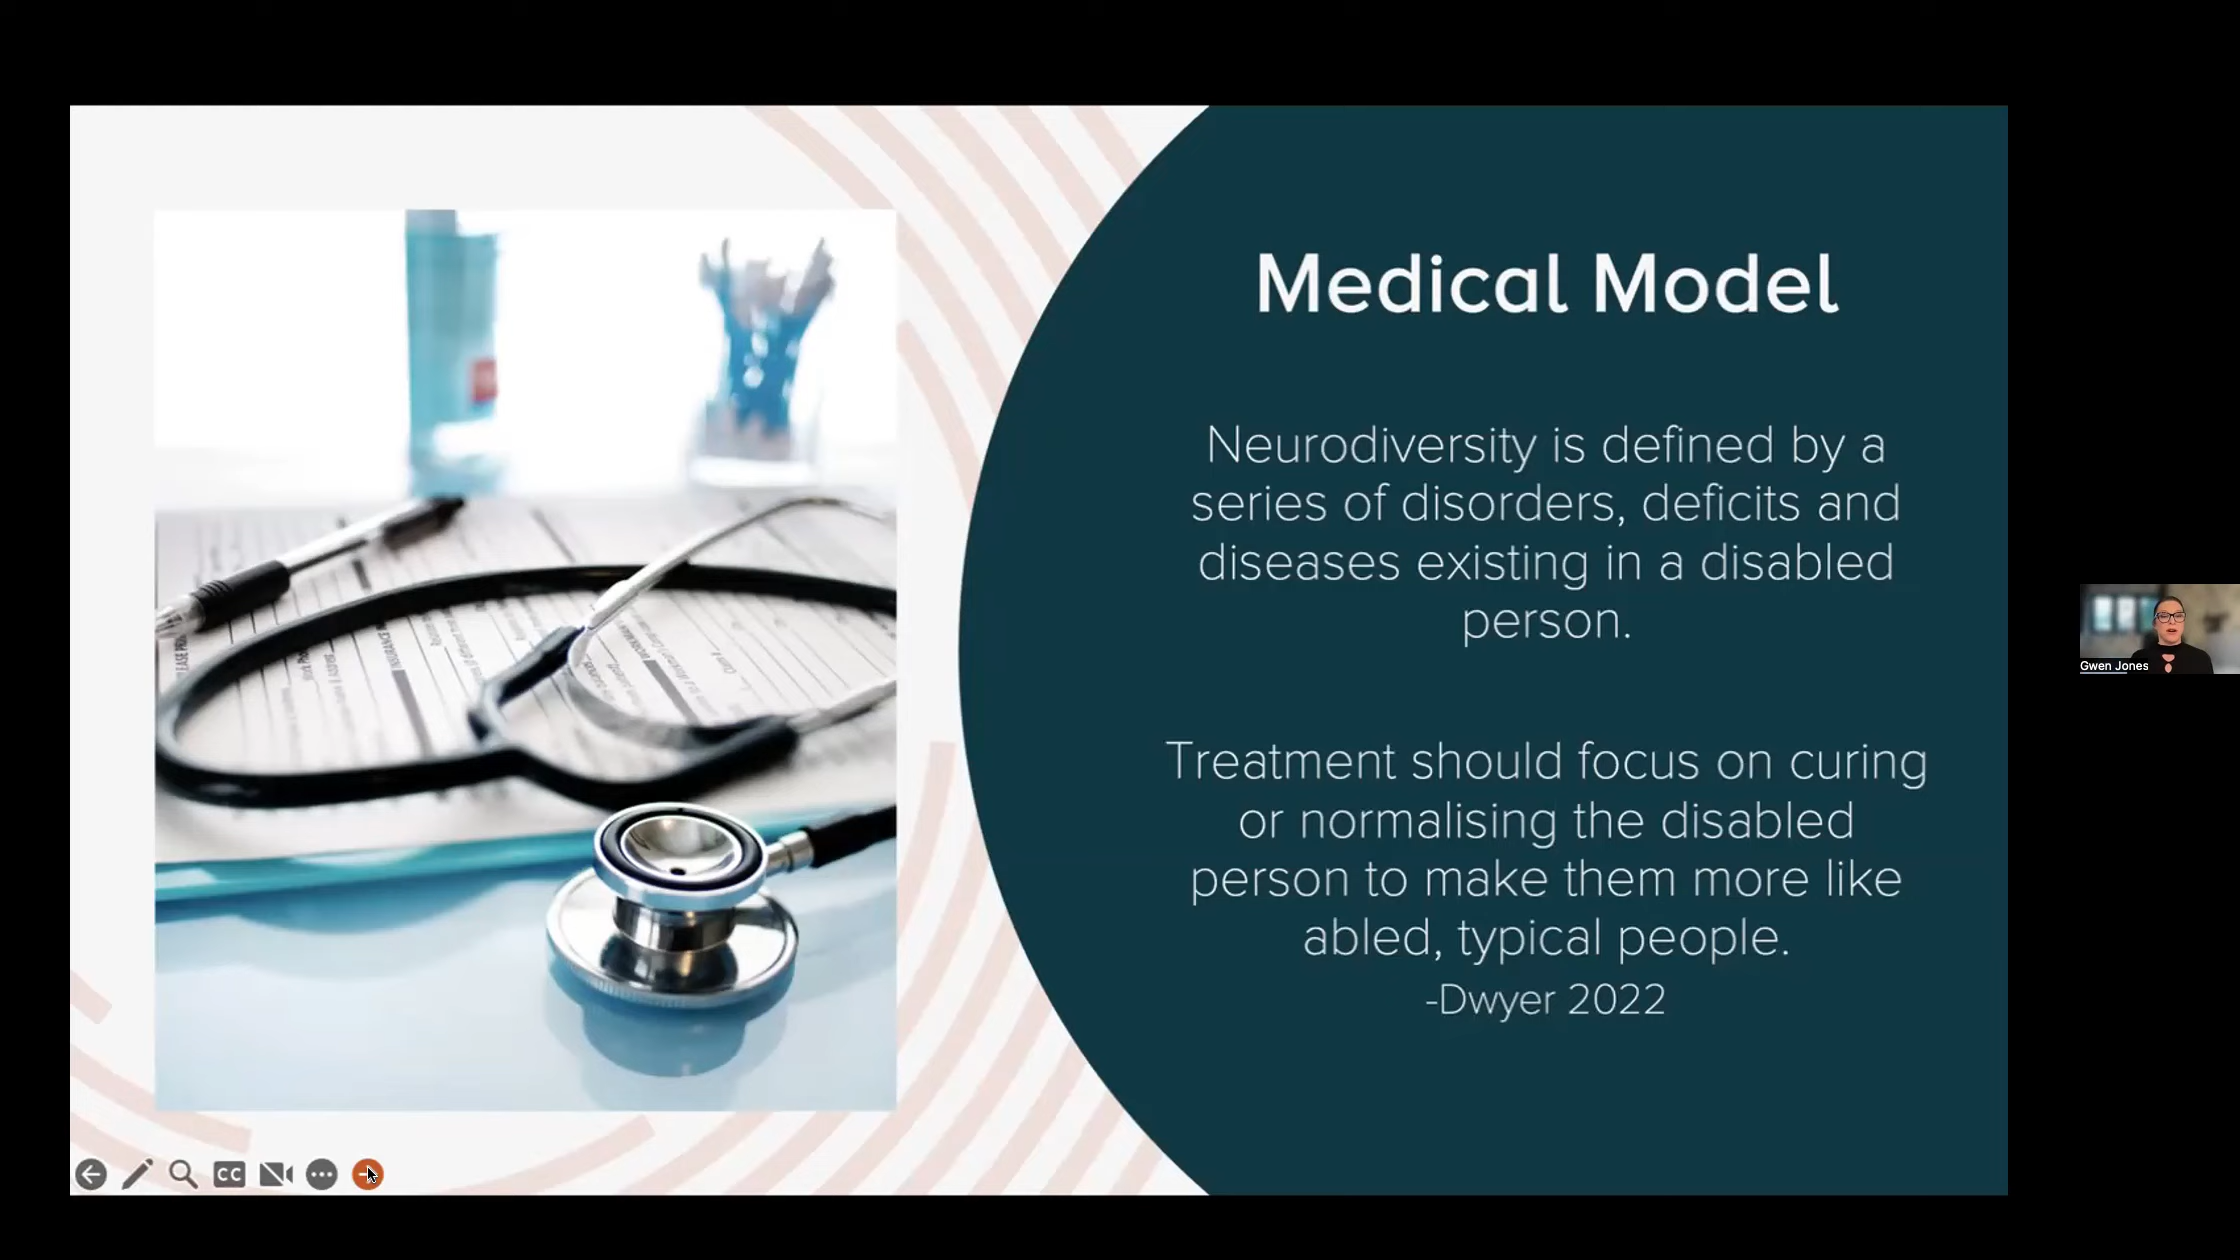 Medical Model
Neurodiversity is defined by a
series of disorders, deficits and
diseases existing in a disabled
person.
Treatment should focus on curing
or normalising the disabled
person to make them more like
abled, typical people.
-Dwyer 2022
Gwen Jones
CC